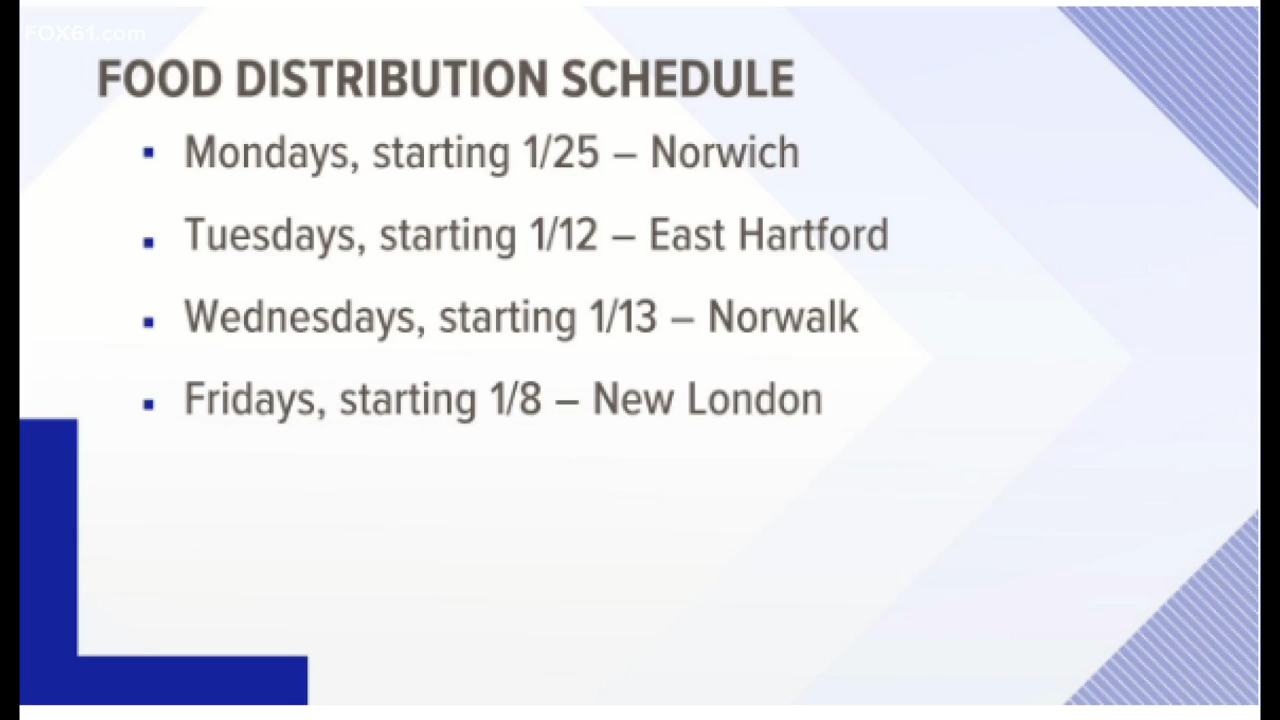 FOX61.com
FOOD DISTRIBUTION SCHEDULE
▪ Mondays, starting 1/25 – Norwich
▪ Tuesdays, starting 1/12 – East Hartford
▪ Wednesdays, starting 1/13 – Norwalk
▪ Fridays, starting 1/8 – New London